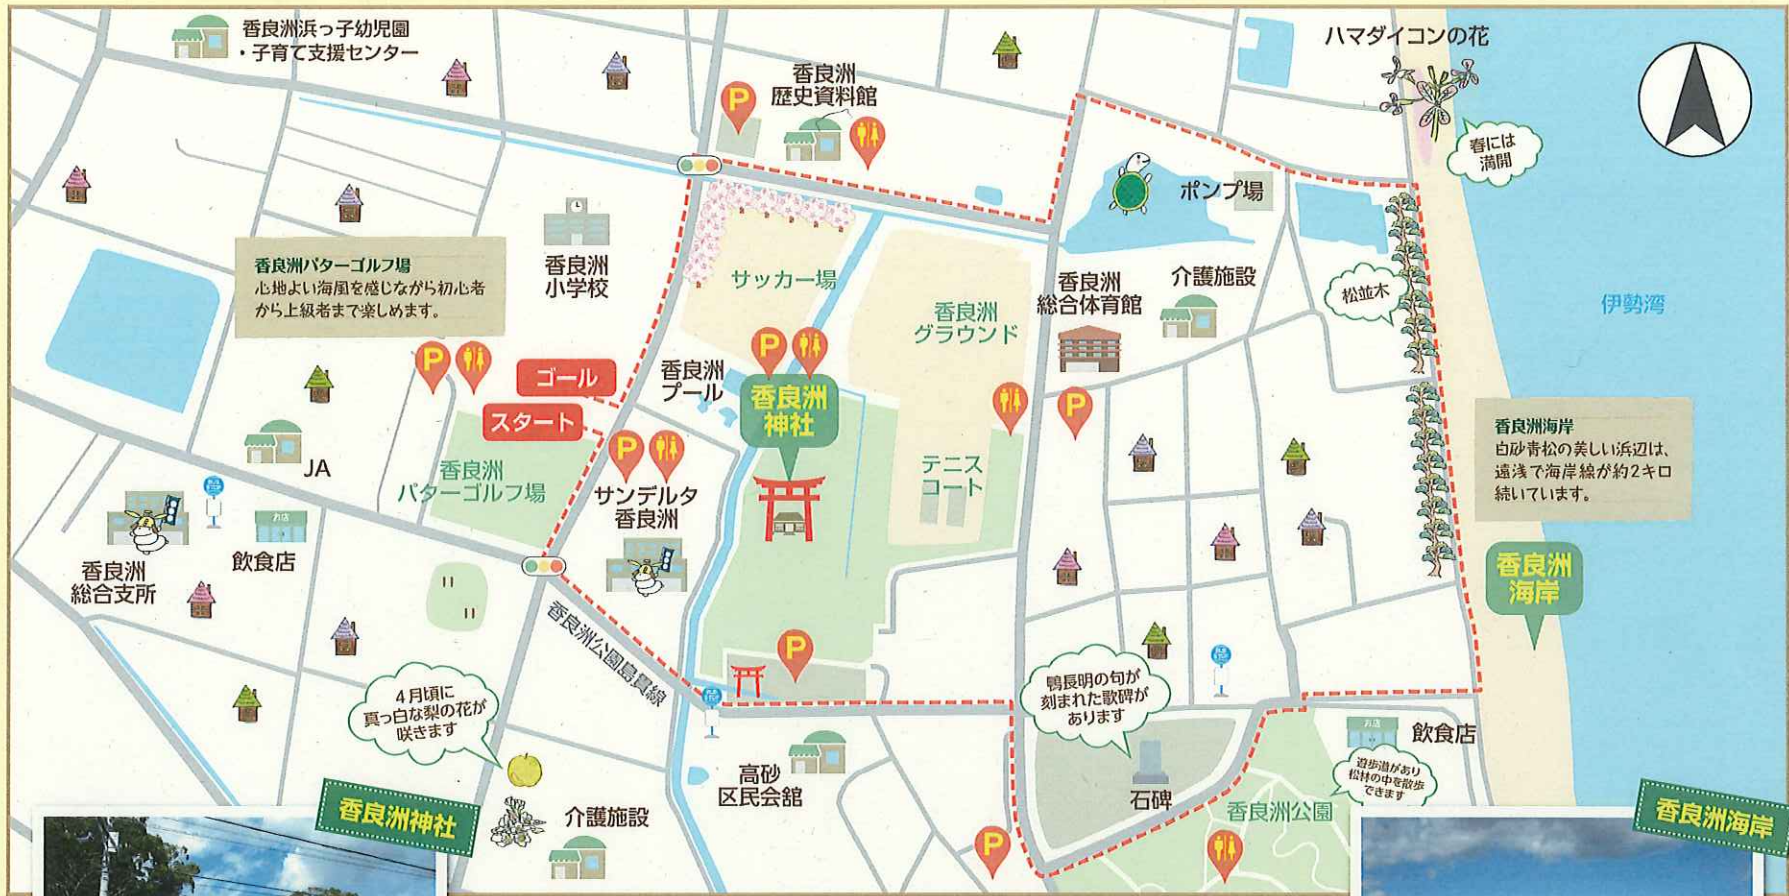 香良洲浜っ子幼児園
・子育て支援センター
香良洲
歴史資料館
P
ハマダイコンの花
春には
満開
ポンプ場
香良洲
小学校
香良洲パターゴルフ場
心地よい海風を感じながら初心者
から上級者まで楽しめます。
サッカー場
香良洲
グラウンド
香良洲
総合体育館
介護施設
松並木
伊勢湾
P
ゴール
スタート
香良洲
プール
P
香良洲
神社
P
香良洲海岸
白砂青松の美しい浜辺は、
遠浅で海岸線が約2キロ
続いています。
JA
香良洲
パターゴルフ場
P
サンデルタ
香良洲
テニス
コート
BUS
STOP
お店
飲食店
香良洲
総合支所
香良洲
海岸
香良洲公園島貫線
P
BUS
STOP
BUS
STOP
4月頃に
真っ白な梨の花が
咲きます
鴨長明の句が
刻まれた歌碑が
あります
お店
飲食店
高砂
区民会館
石碑
遊歩道があり
松林の中を散歩
できます
香良洲公園
香良洲神社
介護施設
P
香良洲海岸